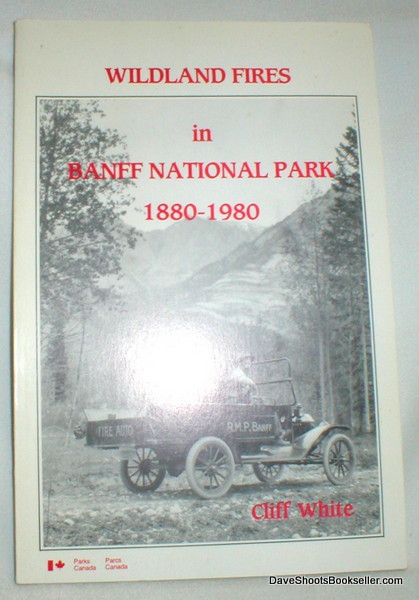 WILDLAND FIRES
in
BANFF NATIONAL PARK
1880-1980
FIRE AUTO
R.M.P. BANFF
Cliff White
Parks Canada
Parcs Canada
DaveShootsBookseller.com